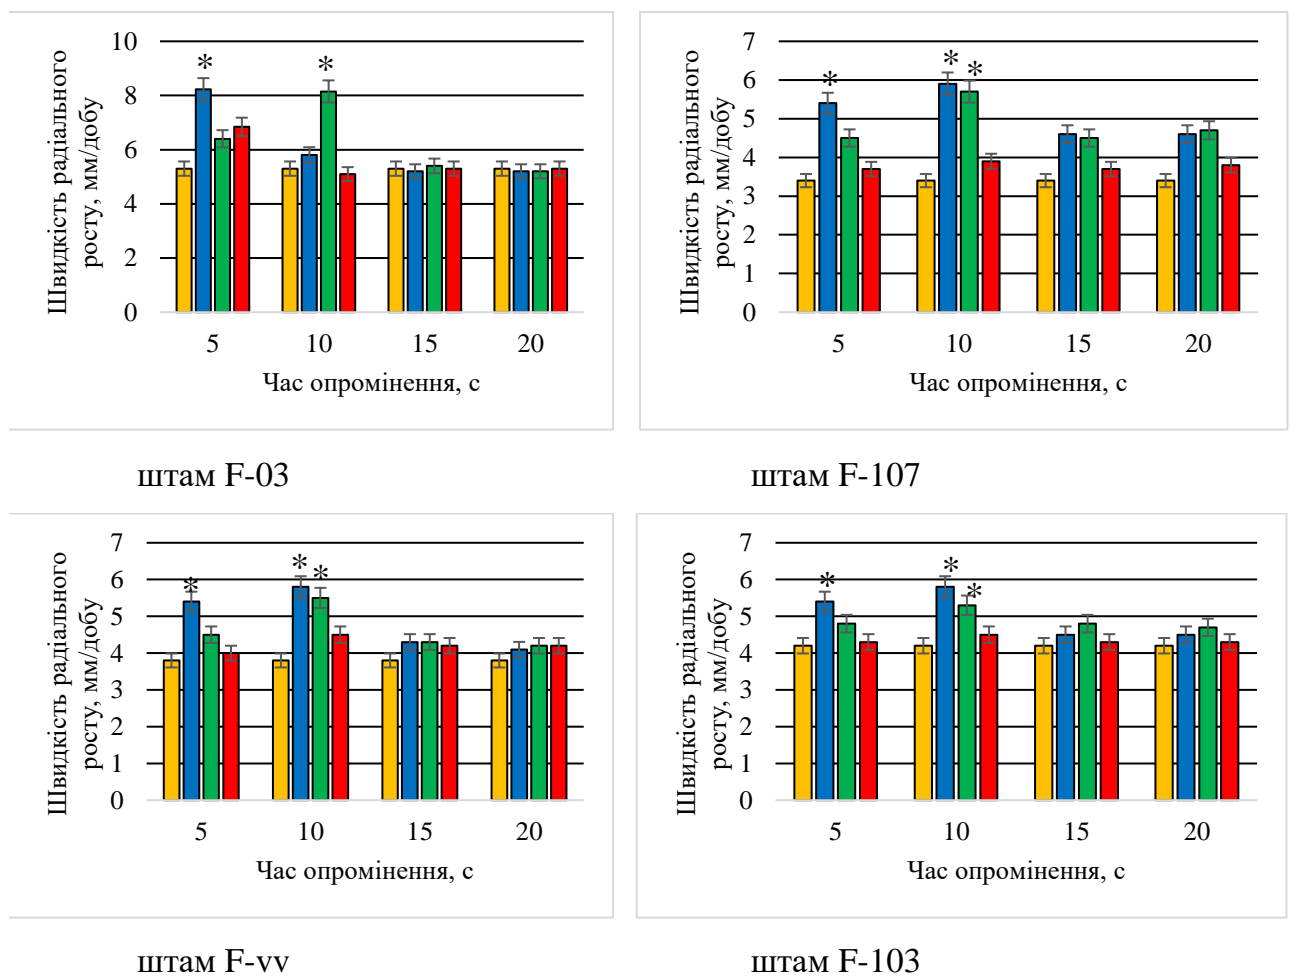 Швидкість радіального
росту, мм/добу
10
8
6
4
2
0
* *
5 10 15 20
Час опромінення, с
штам F-03
Швидкість радіального
росту, мм/добу
7
6
5
4
3
2
1
0
* * *
5 10 15 20
Час опромінення, с
штам F-107
Швидкість радіального
росту, мм/добу
7
6
5
4
3
2
1
0
* * *
5 10 15 20
Час опромінення, с
штам F-vv
Швидкість радіального
росту, мм/добу
7
6
5
4
3
2
1
0
* * *
5 10 15 20
Час опромінення, с
штам F-103